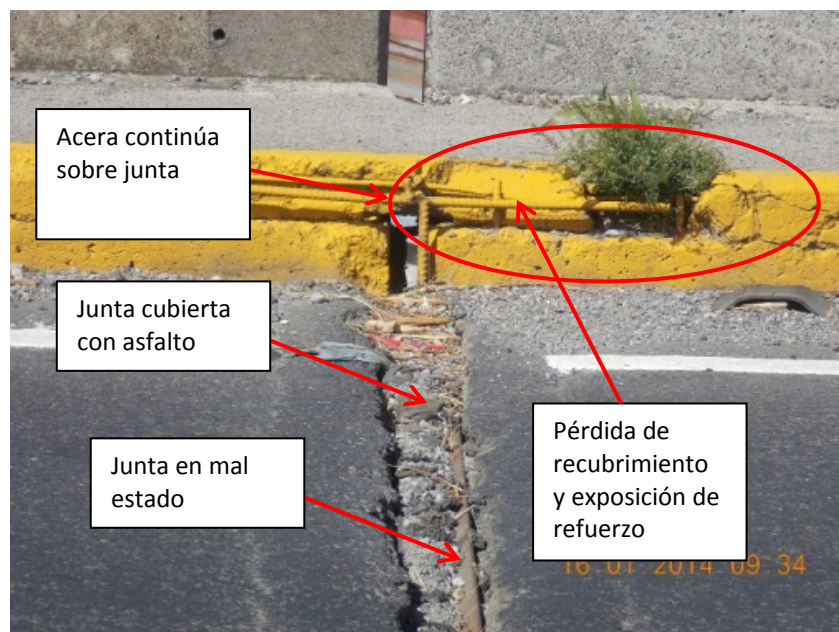 Acera continúa
sobre junta
Junta cubierta
con asfalto
Junta en mal
estado
Pérdida de
recubrimiento
y exposición de
refuerzo
16.01.2014 09:34